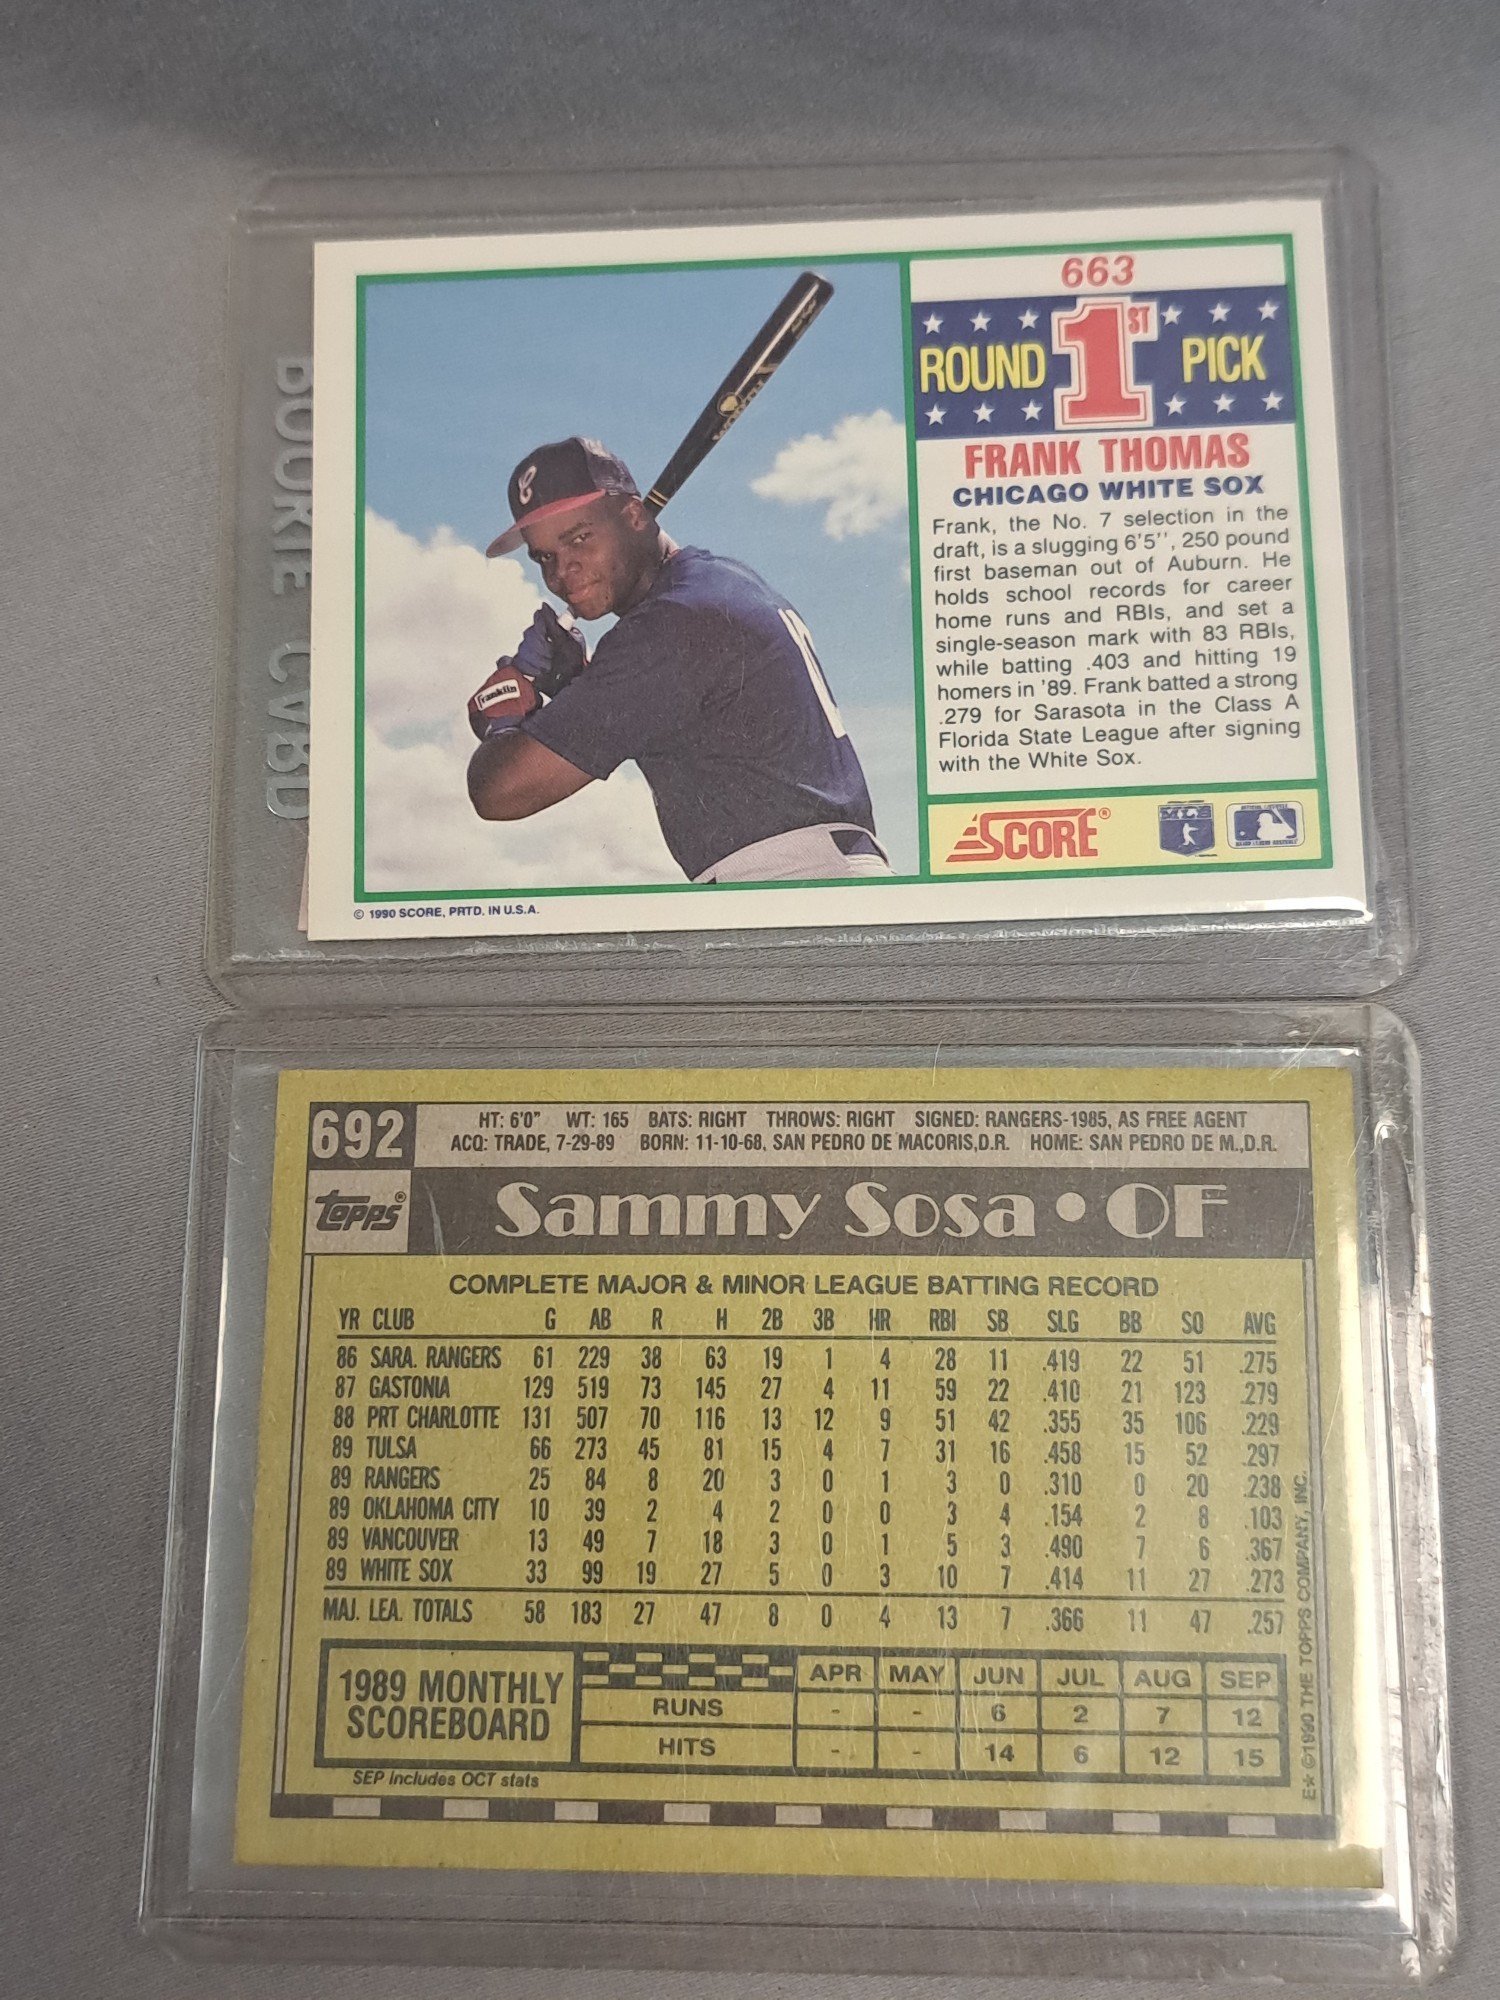 ROOKIE CARD
663
ROUND 1ST PICK
FRANK THOMAS
CHICAGO WHITE SOX
Frank, the No. 7 selection in the
draft, is a slugging 6'5'', 250 pound
first baseman out of Auburn. He
holds school records for career
home runs and RBIs, and set a
single-season mark with 83 RBIs,
while batting .403 and hitting 19
homers in '89. Frank batted a strong
.279 for Sarasota in the Class A
Florida State League after signing
with the White Sox.
WORTH
C
Franklin
SCORE®
MLB
© 1990 SCORE, PRTD. IN U.S.A.
692
HT: 6'0" WT: 165 BATS: RIGHT THROWS: RIGHT SIGNED: RANGERS-1985, AS FREE AGENT
ACQ: TRADE, 7-29-89 BORN: 11-10-68, SAN PEDRO DE MACORIS,D.R. HOME: SAN PEDRO DE M.,D.R.
TOPPS®
Sammy Sosa • OF
COMPLETE MAJOR & MINOR LEAGUE BATTING RECORD
YR CLUB G AB R H 2B 3B HR RBI SB SLG BB SO AVG
86 SARA. RANGERS 61 229 38 63 19 1 4 28 11 .419 22 51 .275
87 GASTONIA 129 519 73 145 27 4 11 59 22 .410 21 123 .279
88 PRT CHARLOTTE 131 507 70 116 13 12 9 51 42 .355 35 106 .229
89 TULSA 66 273 45 81 15 4 7 31 16 .458 15 52 .297
89 RANGERS 25 84 8 20 3 0 1 3 0 .310 0 20 .238
89 OKLAHOMA CITY 10 39 2 4 2 0 0 3 4 .154 2 8 .103
89 VANCOUVER 13 49 7 18 3 0 1 5 3 .490 7 6 .367
89 WHITE SOX 33 99 19 27 5 0 3 10 7 .414 11 27 .273
MAJ. LEA. TOTALS 58 183 27 47 8 0 4 13 7 .366 11 47 .257
1989 MONTHLY SCOREBOARD
APR MAY JUN JUL AUG SEP
RUNS - - 6 2 7 12
HITS - - 14 6 12 15
SEP Includes OCT stats
E★ ©1990 THE TOPPS COMPANY, INC.